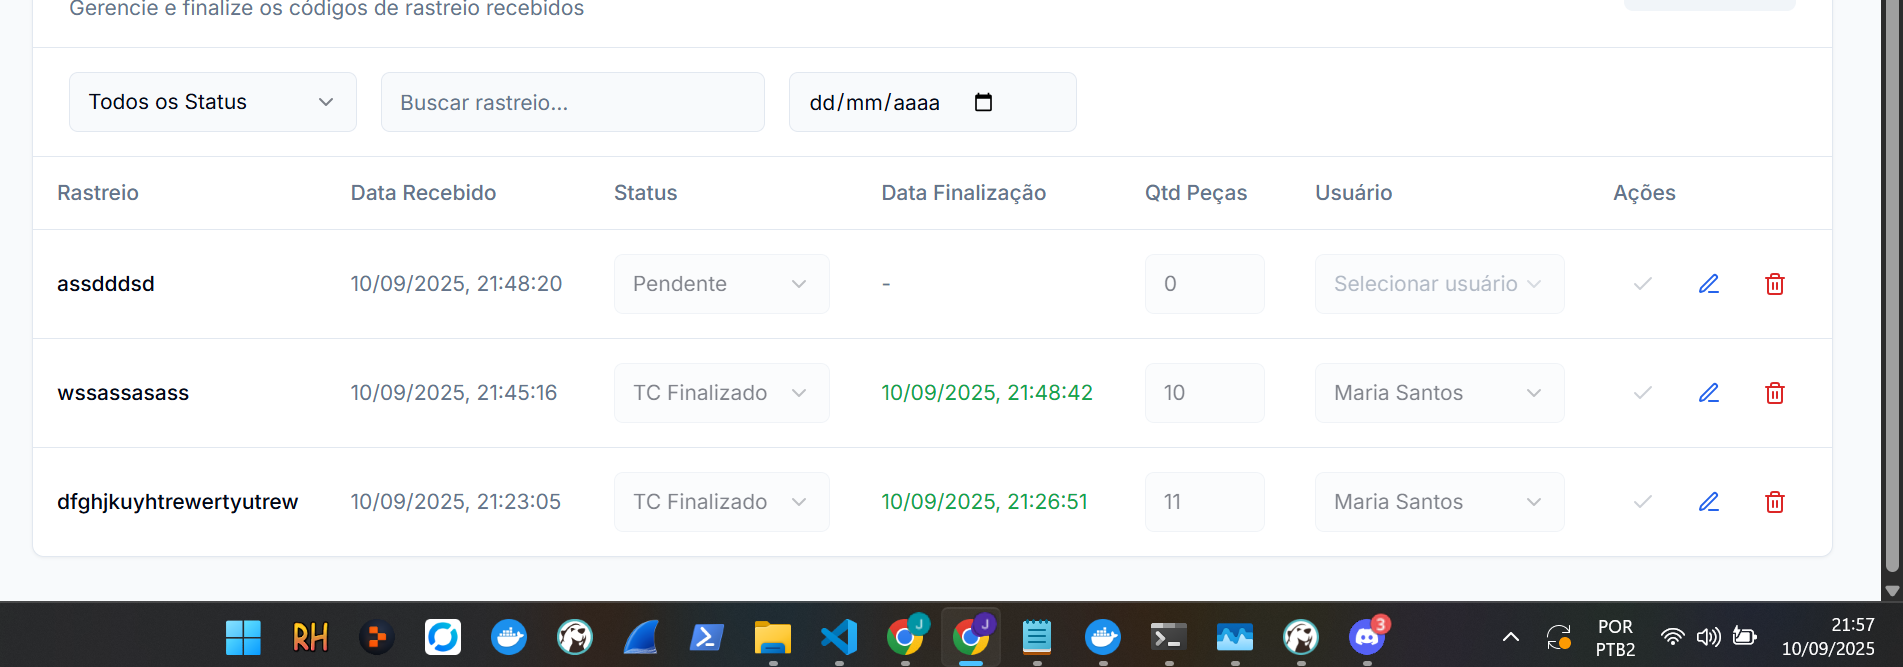 Gerencie e finalize os códigos de rastreio recebidos
Todos os Status
Buscar rastreio...
dd/mm/aaaa
Rastreio Data Recebido Status Data Finalização Qtd Peças Usuário Ações
assdddsd 10/09/2025, 21:48:20 Pendente - 0 Selecionar usuário
wssassasass 10/09/2025, 21:45:16 TC Finalizado 10/09/2025, 21:48:42 10 Maria Santos
dfghjkuyhtrewertyutrew 10/09/2025, 21:23:05 TC Finalizado 10/09/2025, 21:26:51 11 Maria Santos
RH
J
J
3
POR
PTB2
21:57
10/09/2025